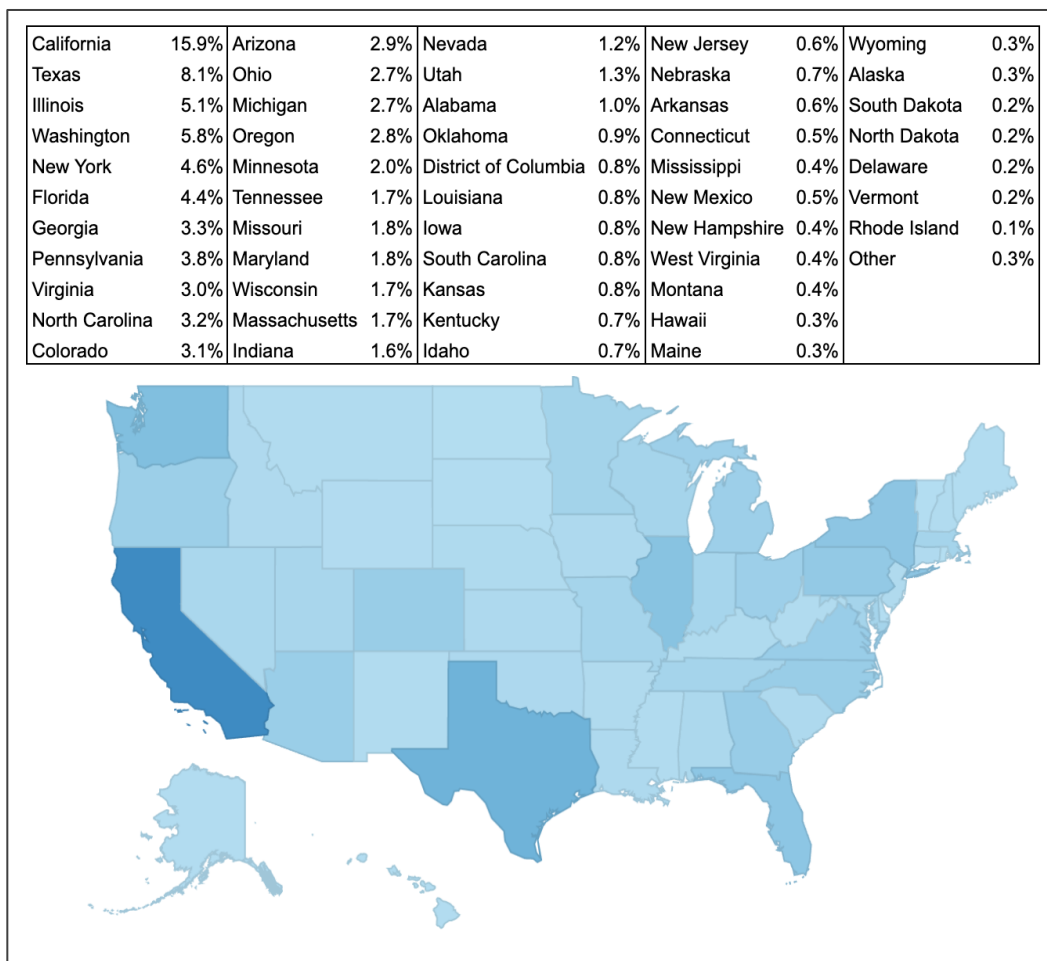 California 15.9% Arizona 2.9% Nevada 1.2% New Jersey 0.6% Wyoming 0.3%
Texas 8.1% Ohio 2.7% Utah 1.3% Nebraska 0.7% Alaska 0.3%
Illinois 5.1% Michigan 2.7% Alabama 1.0% Arkansas 0.6% South Dakota 0.2%
Washington 5.8% Oregon 2.8% Oklahoma 0.9% Connecticut 0.5% North Dakota 0.2%
New York 4.6% Minnesota 2.0% District of Columbia 0.8% Mississippi 0.4% Delaware 0.2%
Florida 4.4% Tennessee 1.7% Louisiana 0.8% New Mexico 0.5% Vermont 0.2%
Georgia 3.3% Missouri 1.8% Iowa 0.8% New Hampshire 0.4% Rhode Island 0.1%
Pennsylvania 3.8% Maryland 1.8% South Carolina 0.8% West Virginia 0.4% Other 0.3%
Virginia 3.0% Wisconsin 1.7% Kansas 0.8% Montana 0.4%
North Carolina 3.2% Massachusetts 1.7% Kentucky 0.7% Hawaii 0.3%
Colorado 3.1% Indiana 1.6% Idaho 0.7% Maine 0.3%